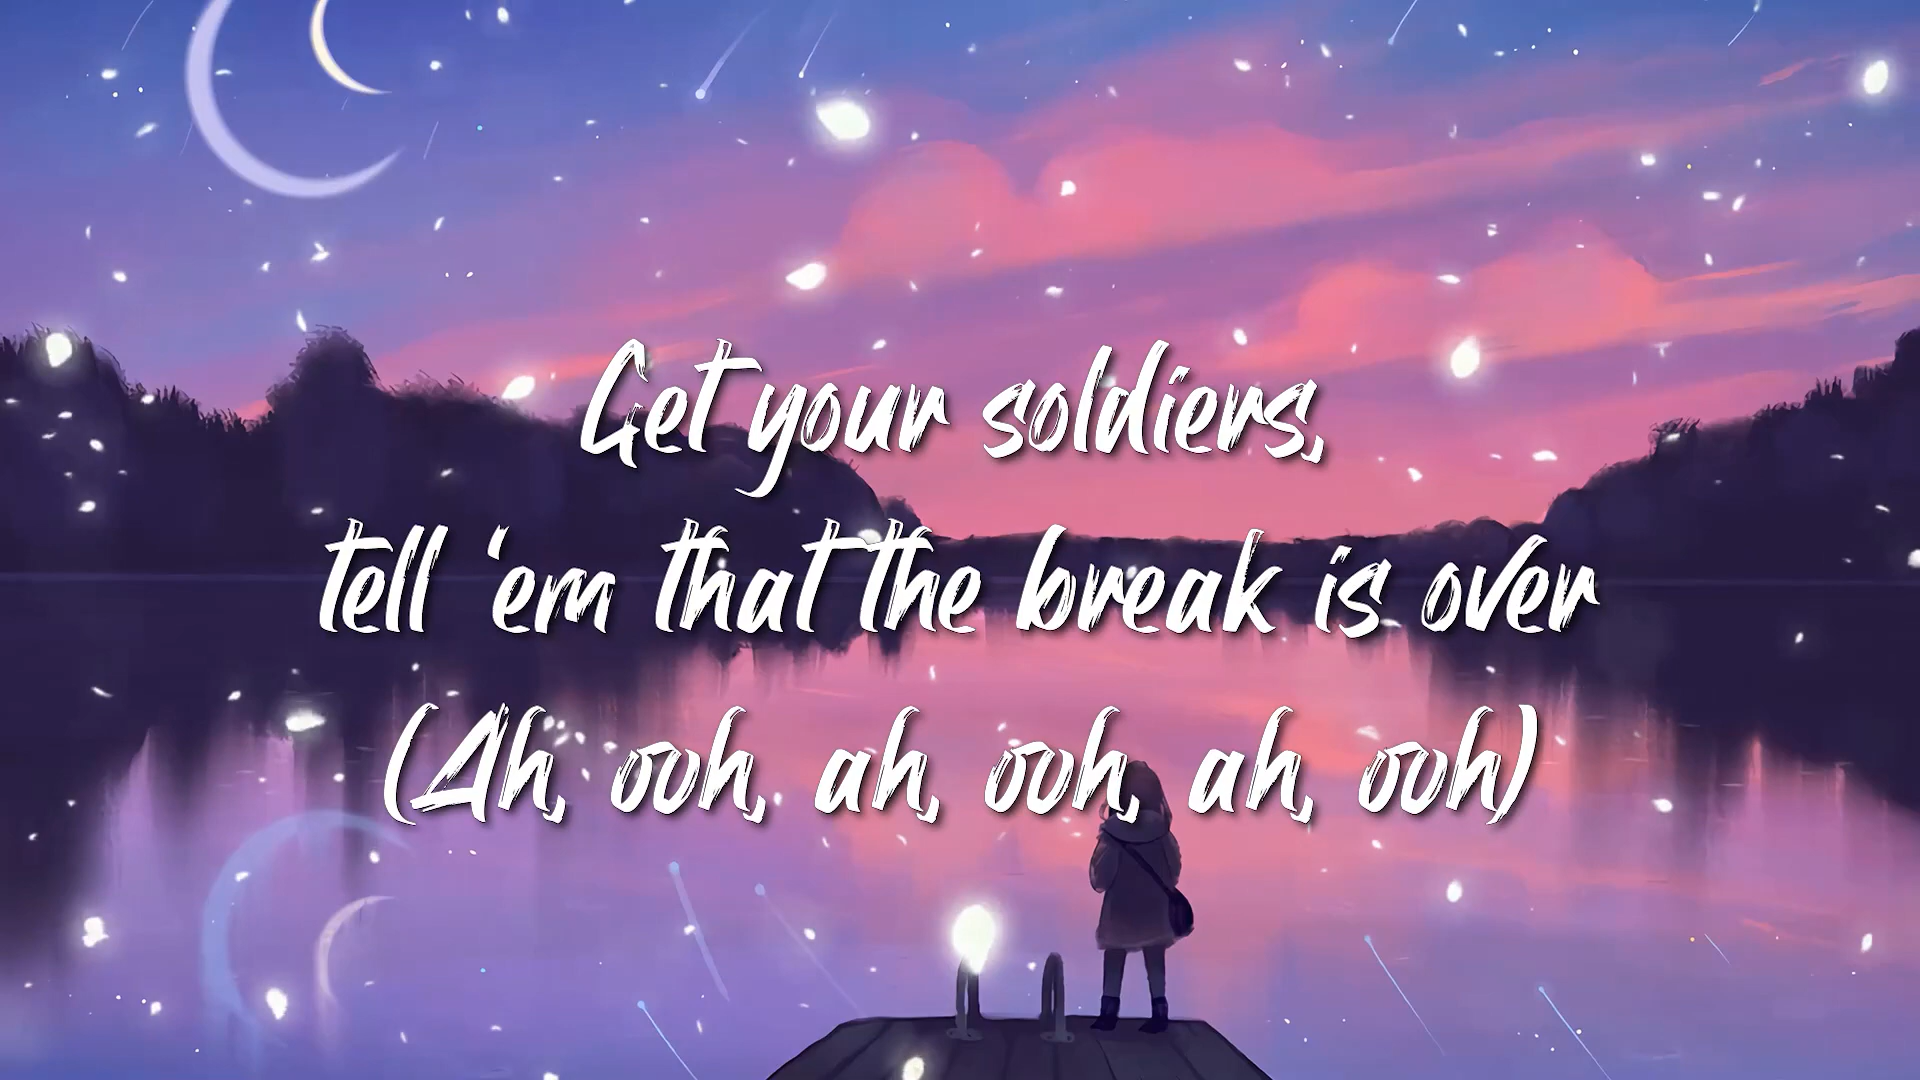 Get your soldiers,
tell ‘em that the break is over
(Ah, ooh, ah, ooh, ah, ooh)